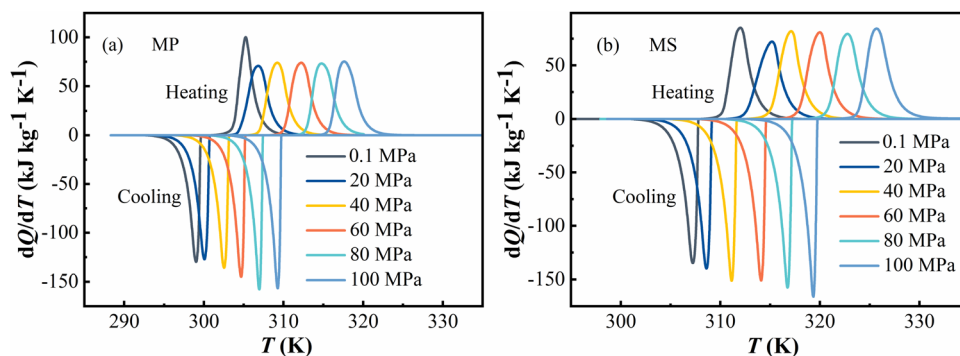 (a) MP
Heating
Cooling
0.1 MPa
20 MPa
40 MPa
60 MPa
80 MPa
100 MPa
dQ/dT (kJ kg⁻¹ K⁻¹)
100
50
0
-50
-100
-150
290 300 310 320 330
T (K)
(b) MS
Heating
Cooling
0.1 MPa
20 MPa
40 MPa
60 MPa
80 MPa
100 MPa
dQ/dT (kJ kg⁻¹ K⁻¹)
50
0
-50
-100
-150
300 310 320 330
T (K)